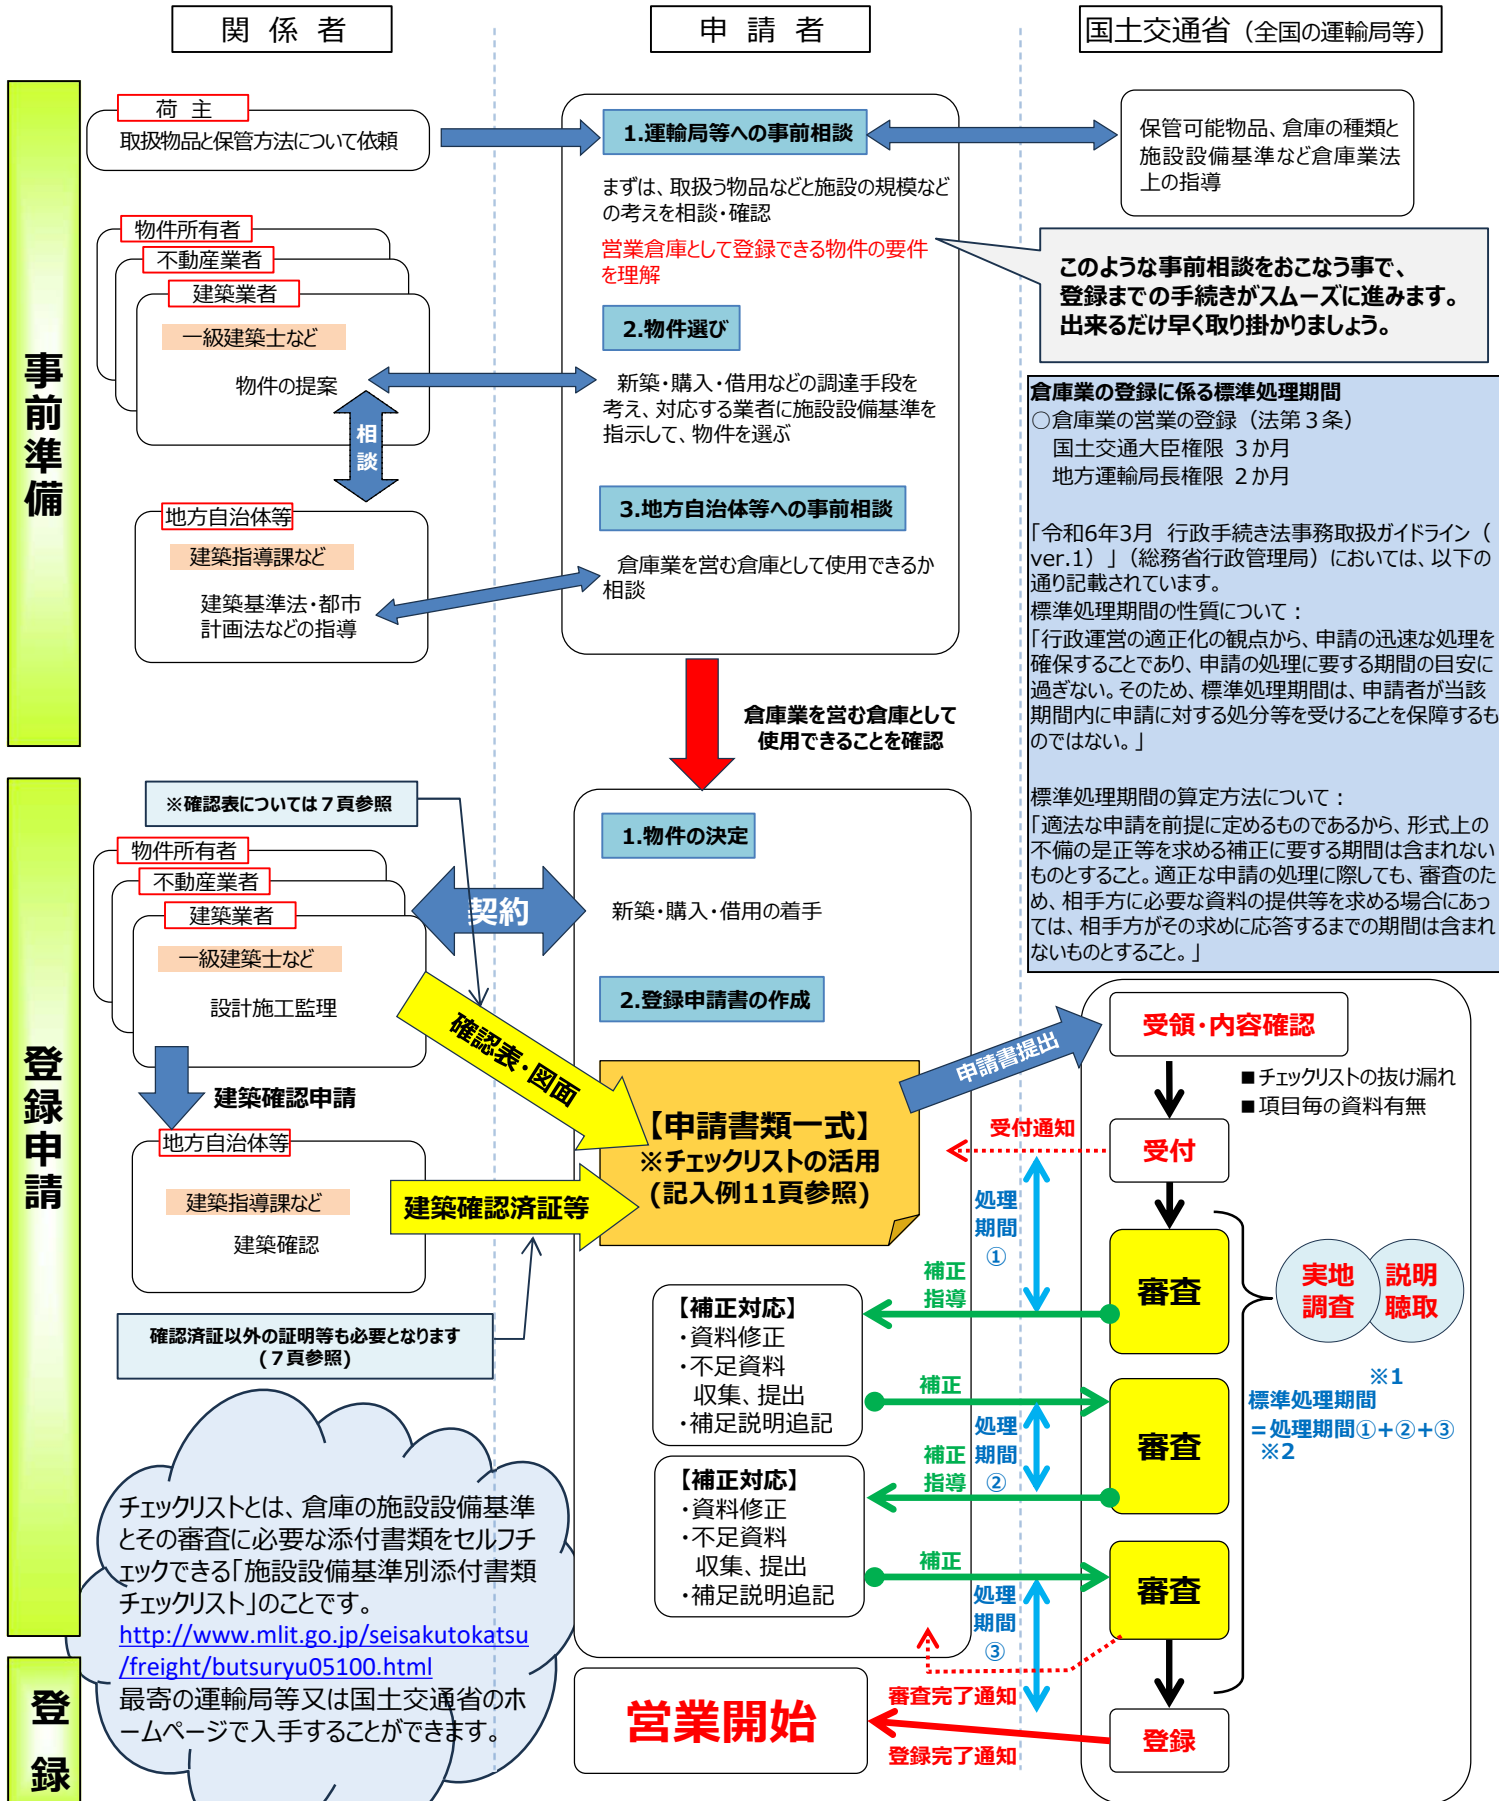 関係者
申請者
国土交通省（全国の運輸局等）
事前準備
荷 主
取扱物品と保管方法について依頼
1.運輸局等への事前相談
保管可能物品、倉庫の種類と
施設設備基準など倉庫業法
上の指導
まずは、取扱う物品などと施設の規模など
の考えを相談・確認
営業倉庫として登録できる物件の要件
を理解
このような事前相談をおこなう事で、
登録までの手続きがスムーズに進みます。
出来るだけ早く取り掛かりましょう。
物件所有者
不動産業者
建築業者
一級建築士など
物件の提案
2.物件選び
新築・購入・借用などの調達手段を
考え、対応する業者に施設設備基準を
指示して、物件を選ぶ
相談
地方自治体等
建築指導課など
建築基準法・都市
計画法などの指導
3.地方自治体等への事前相談
倉庫業を営む倉庫として使用できるか
相談
倉庫業の登録に係る標準処理期間
○倉庫業の営業の登録（法第３条）
国土交通大臣権限 ３か月
地方運輸局長権限 ２か月
「令和6年3月 行政手続き法事務取扱ガイドライン（
ver.1）」（総務省行政管理局）においては、以下の
通り記載されています。
標準処理期間の性質について：
「行政運営の適正化の観点から、申請の迅速な処理を
確保することであり、申請の処理に要する期間の目安に
過ぎない。そのため、標準処理期間は、申請者が当該
期間内に申請に対する処分等を受けることを保障するも
のではない。」
標準処理期間の算定方法について：
「適法な申請を前提に定めるものであるから、形式上の
不備の是正等を求める補正に要する期間は含まれない
ものとすること。適正な申請の処理に際しても、審査のた
め、相手方に必要な資料の提供等を求める場合にあっ
ては、相手方がその求めに応答するまでの期間は含まれ
ないものとすること。」
倉庫業を営む倉庫として
使用できることを確認
登録申請
※確認表については７頁参照
物件所有者
不動産業者
建築業者
一級建築士など
設計施工監理
契約
1.物件の決定
新築・購入・借用の着手
2.登録申請書の作成
確認表・図面
建築確認申請
地方自治体等
建築指導課など
建築確認
建築確認済証等
【申請書類一式】
※チェックリストの活用
(記入例11頁参照)
申請書提出
受領・内容確認
■チェックリストの抜け漏れ
■項目毎の資料有無
受付通知
受付
処理
期間
①
審査
実地
調査
説明
聴取
補正
指導
【補正対応】
・資料修正
・不足資料
収集、提出
・補足説明追記
補正
審査
※1
標準処理期間
＝処理期間①＋②＋③
※2
処理
期間
②
補正
指導
【補正対応】
・資料修正
・不足資料
収集、提出
・補足説明追記
補正
審査
処理
期間
③
審査完了通知
登録
登録完了通知
営業開始
確認済証以外の証明等も必要となります
(７頁参照)
チェックリストとは、倉庫の施設設備基準
とその審査に必要な添付書類をセルフチ
ェックできる「施設設備基準別添付書類
チェックリスト」のことです。
http://www.mlit.go.jp/seisakutokatsu
/freight/butsuryu05100.html
最寄の運輸局等又は国土交通省のホ
ームページで入手することができます。
登録